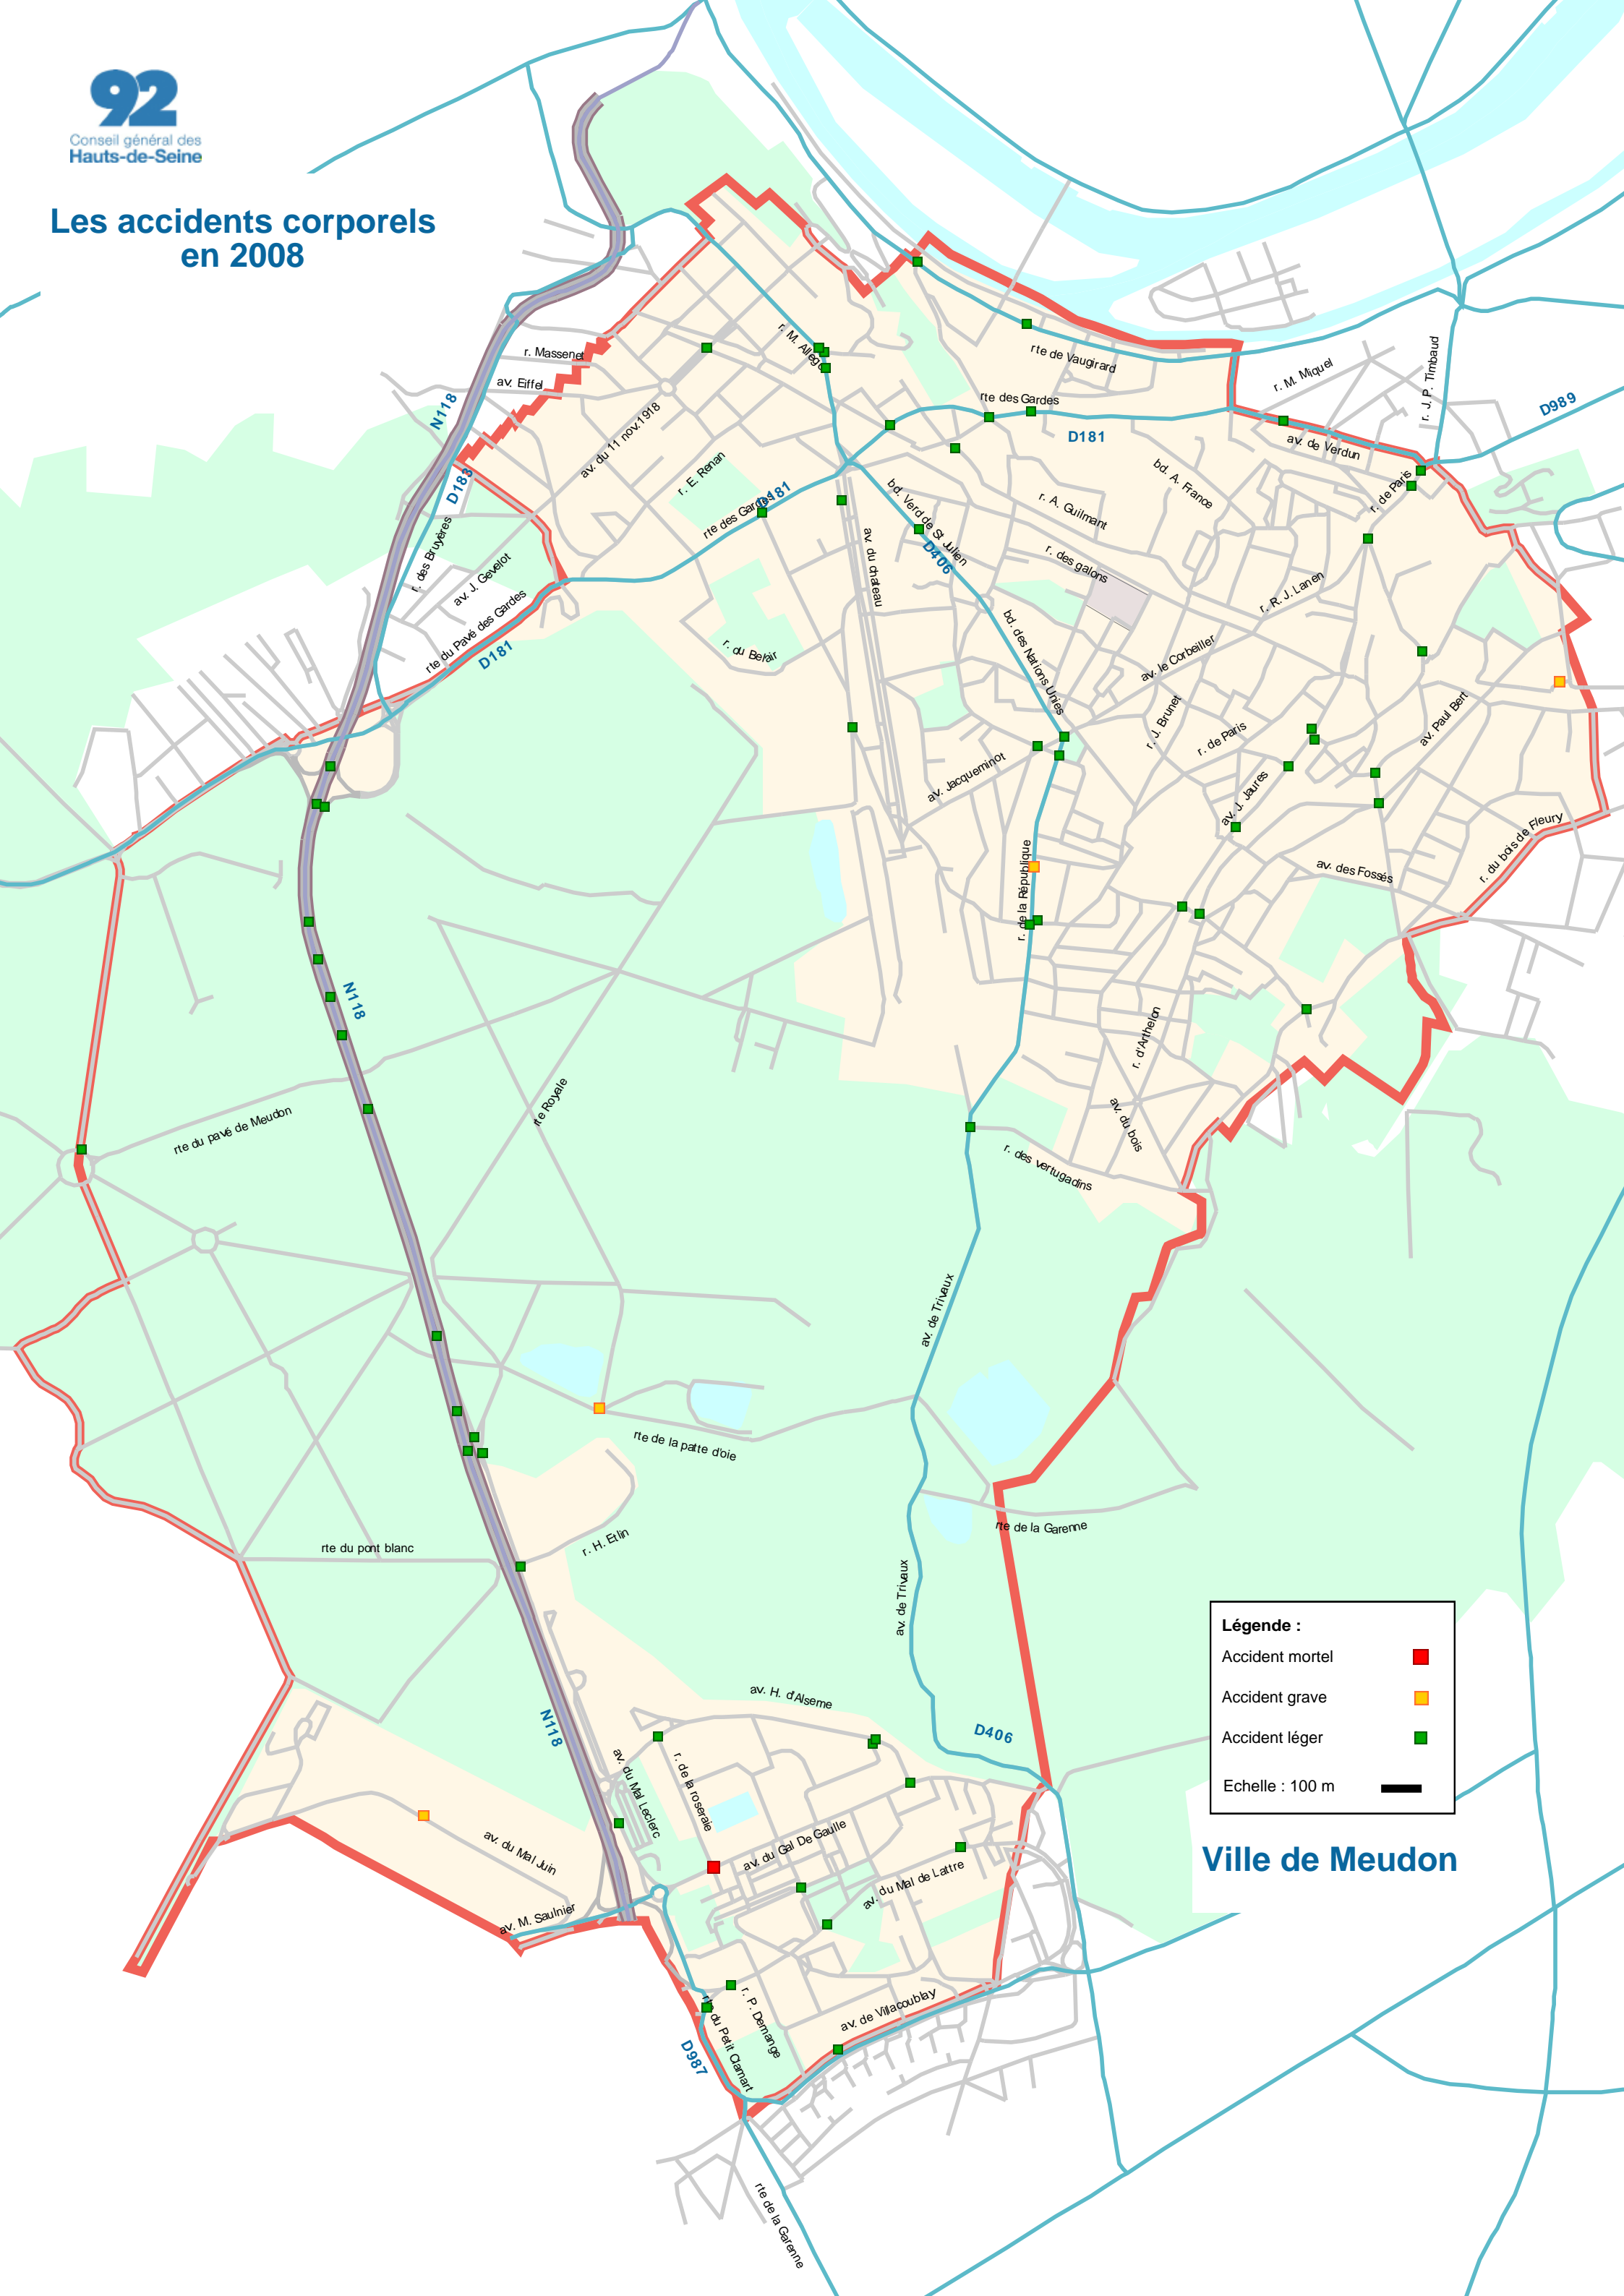 92
Conseil général des
Hauts-de-Seine
Les accidents corporels
en 2008
r. Massenet
av. Eiffel
N118
D183
r. M. Allegot
av. du 11 nov.1918
r. E. Renan
rte des Gardes
D181
rte de Vaugirard
rte des Gardes
D181
r. M. Miquel
r. J. P. Timbaud
D989
av. de Verdun
r. de Paris
bd. A. France
r. A. Guilmant
bd. Verd de St Julien
D406
av. du chateau
r. des galons
r. R. J. Lanen
r. des Bruyères
av. J. Gevelot
rte du Pavé des Gardes
D181
r. du Belair
bd. des Nations Unies
av. le Corbeiller
r. J. Brunet
r. de Paris
av. Paul Bert
av. Jacqueminot
av. J. Jaures
r. de la République
av. des Fossés
r. du bois de Fleury
N118
r. d'Arthelon
rte Royale
rte du pavé de Meudon
av. du bois
r. des vertugadins
av. de Trivaux
rte de la patte d'oie
rte de la Garenne
r. H. Etlin
rte du pont blanc
av. de Trivaux
Légende :
Accident mortel
Accident grave
Accident léger
Echelle : 100 m
av. H. d'Alseme
D406
N118
av. du Mal Leclerc
r. de la roseraie
av. du Gal De Gaulle
av. du Mal Juin
av. du Mal de Lattre
Ville de Meudon
av. M. Saulnier
r. P. Demange
rte du Petit Clamart
av. de Villacoublay
D987
rte de la Garenne